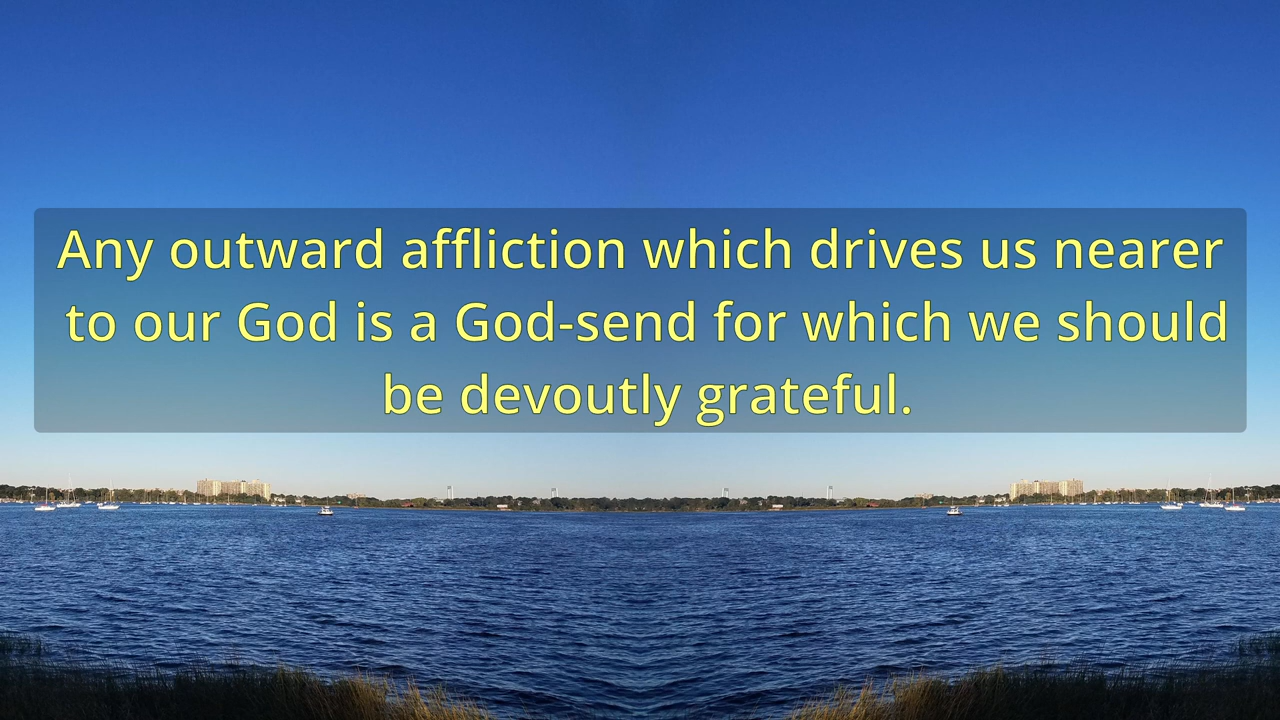 Any outward affliction which drives us nearer
to our God is a God-send for which we should
be devoutly grateful.